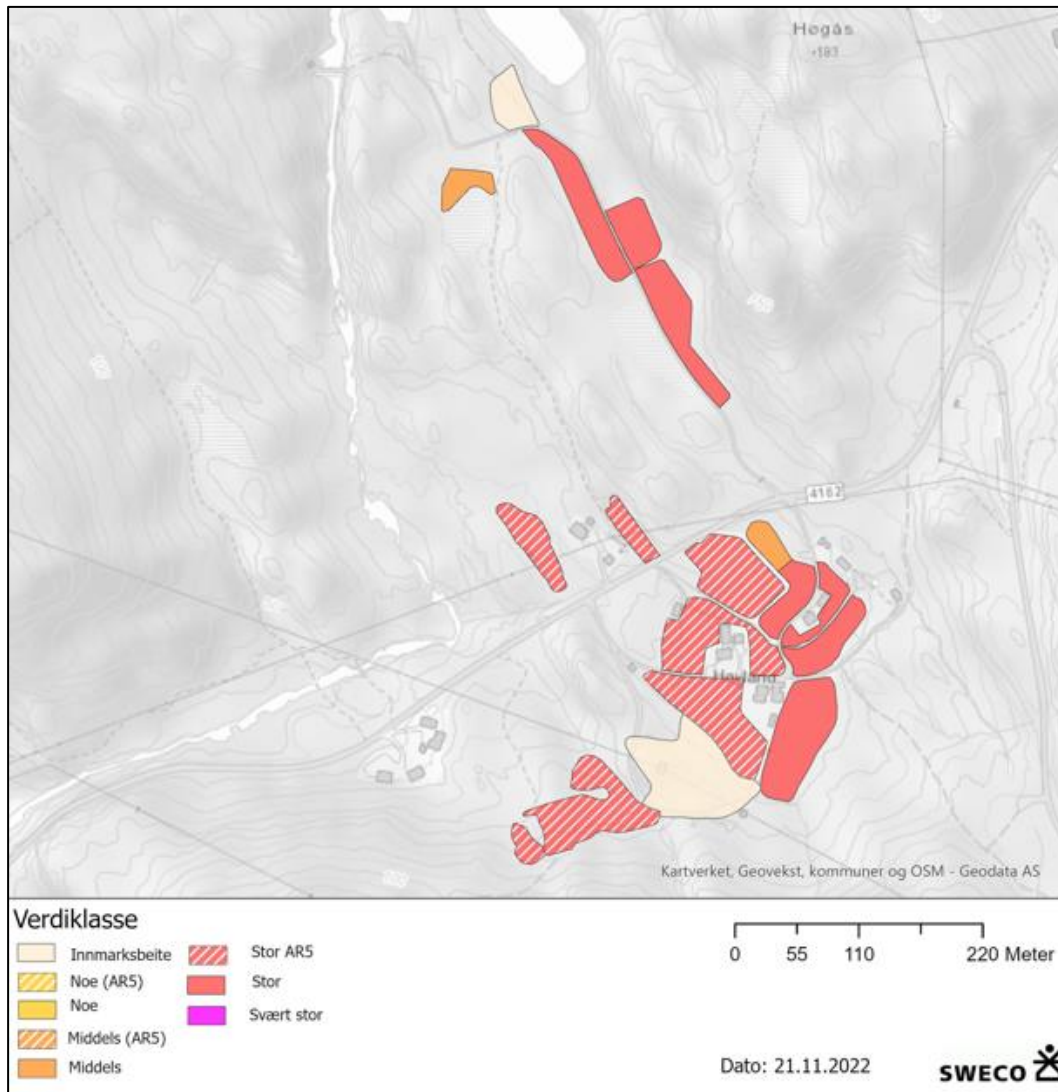 Høgås
183
4162
Høyland
Kartverket, Geovekst, kommuner og OSM - Geodata AS
Verdiklasse
Innmarksbeite
Noe (AR5)
Noe
Middels (AR5)
Middels
Stor AR5
Stor
Svært stor
0 55 110 220 Meter
Dato: 21.11.2022
SWECO